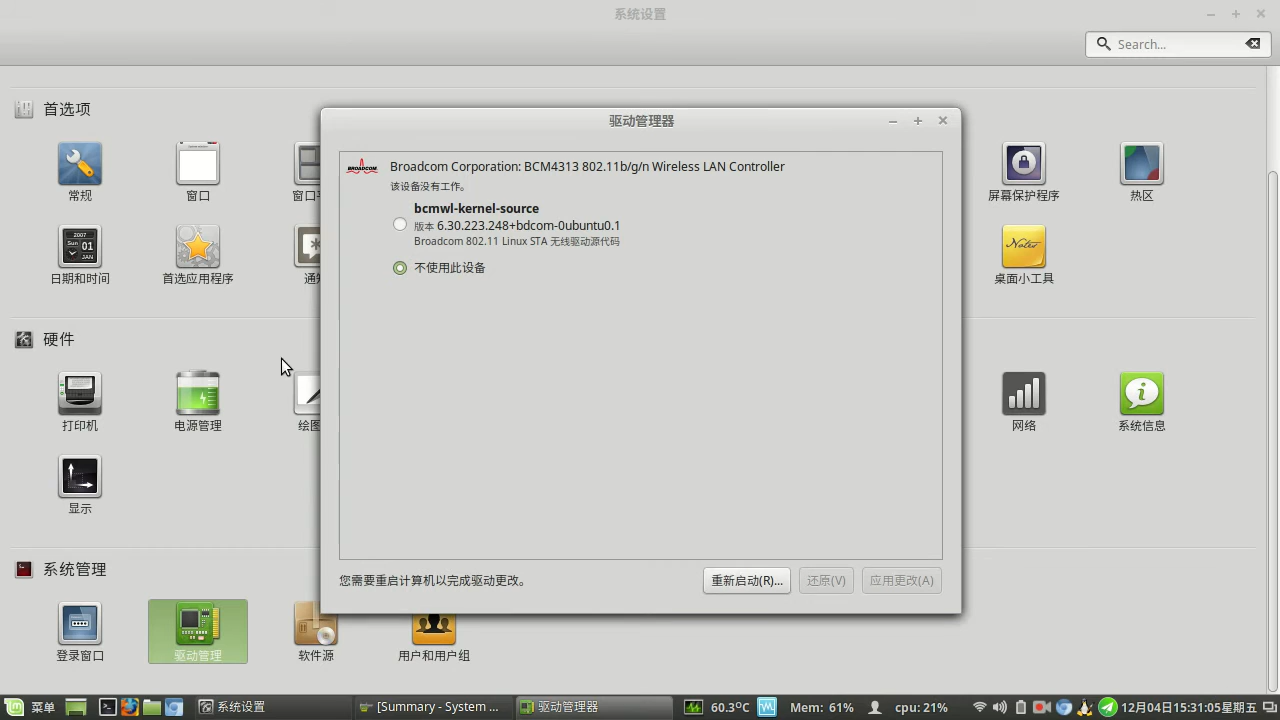 系统设置
Search...
首选项
常规
窗口
窗口
屏幕保护程序
热区
2007
Sun 01
JAN
日期和时间
首选应用程序
通知
Notes
桌面小工具
硬件
打印机
电源管理
绘图
网络
系统信息
显示
系统管理
登录窗口
驱动管理
软件源
用户和用户组
驱动管理器
BROADCOM
Broadcom Corporation: BCM4313 802.11b/g/n Wireless LAN Controller
该设备没有工作。
bcmwl-kernel-source
版本 6.30.223.248+bdcom-0ubuntu0.1
Broadcom 802.11 Linux STA 无线驱动源代码
不使用此设备
您需要重启计算机以完成驱动更改。
重新启动(R)...
还原(V)
应用更改(A)
菜单
系统设置
[Summary - System ...
驱动管理器
60.3°C
Mem: 61%
cpu: 21%
12月04日15:31:05星期五